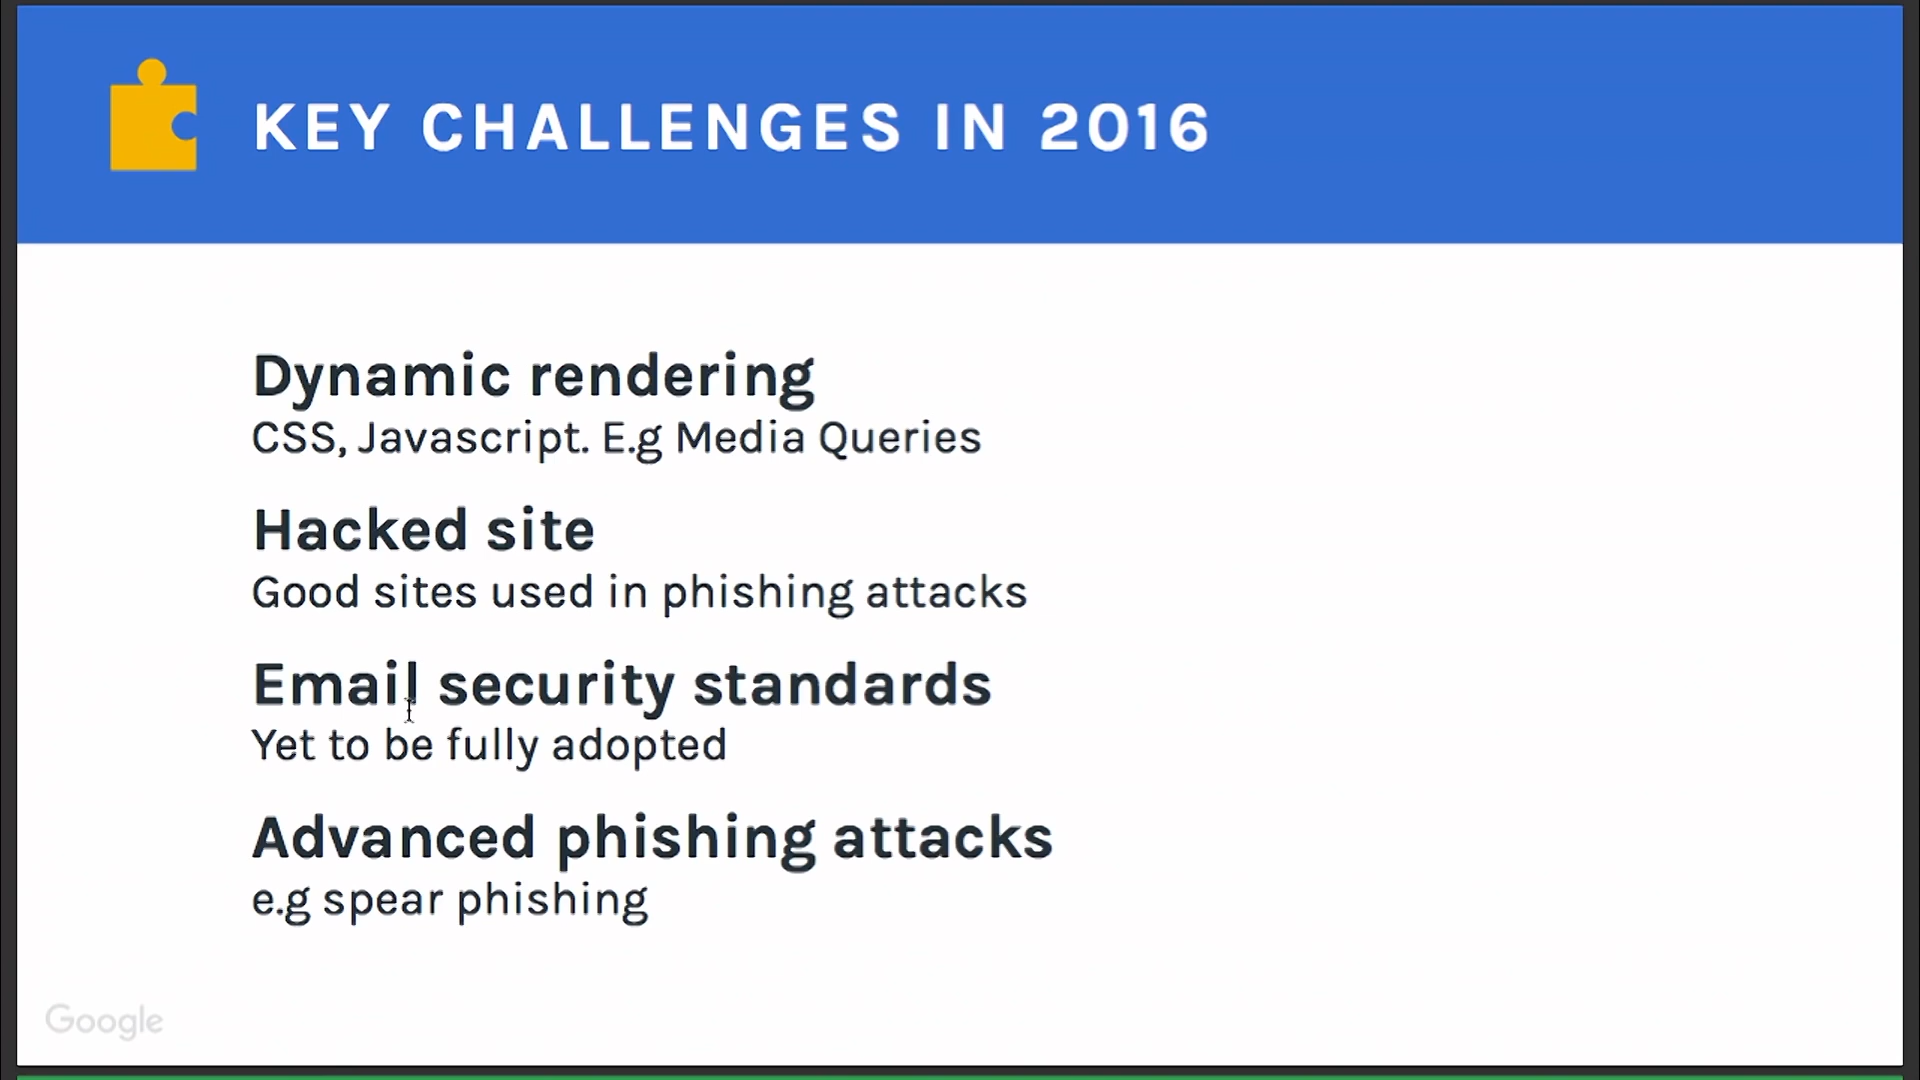 KEY CHALLENGES IN 2016
Dynamic rendering
CSS, Javascript. E.g Media Queries
Hacked site
Good sites used in phishing attacks
Email security standards
Yet to be fully adopted
Advanced phishing attacks
e.g spear phishing
Google